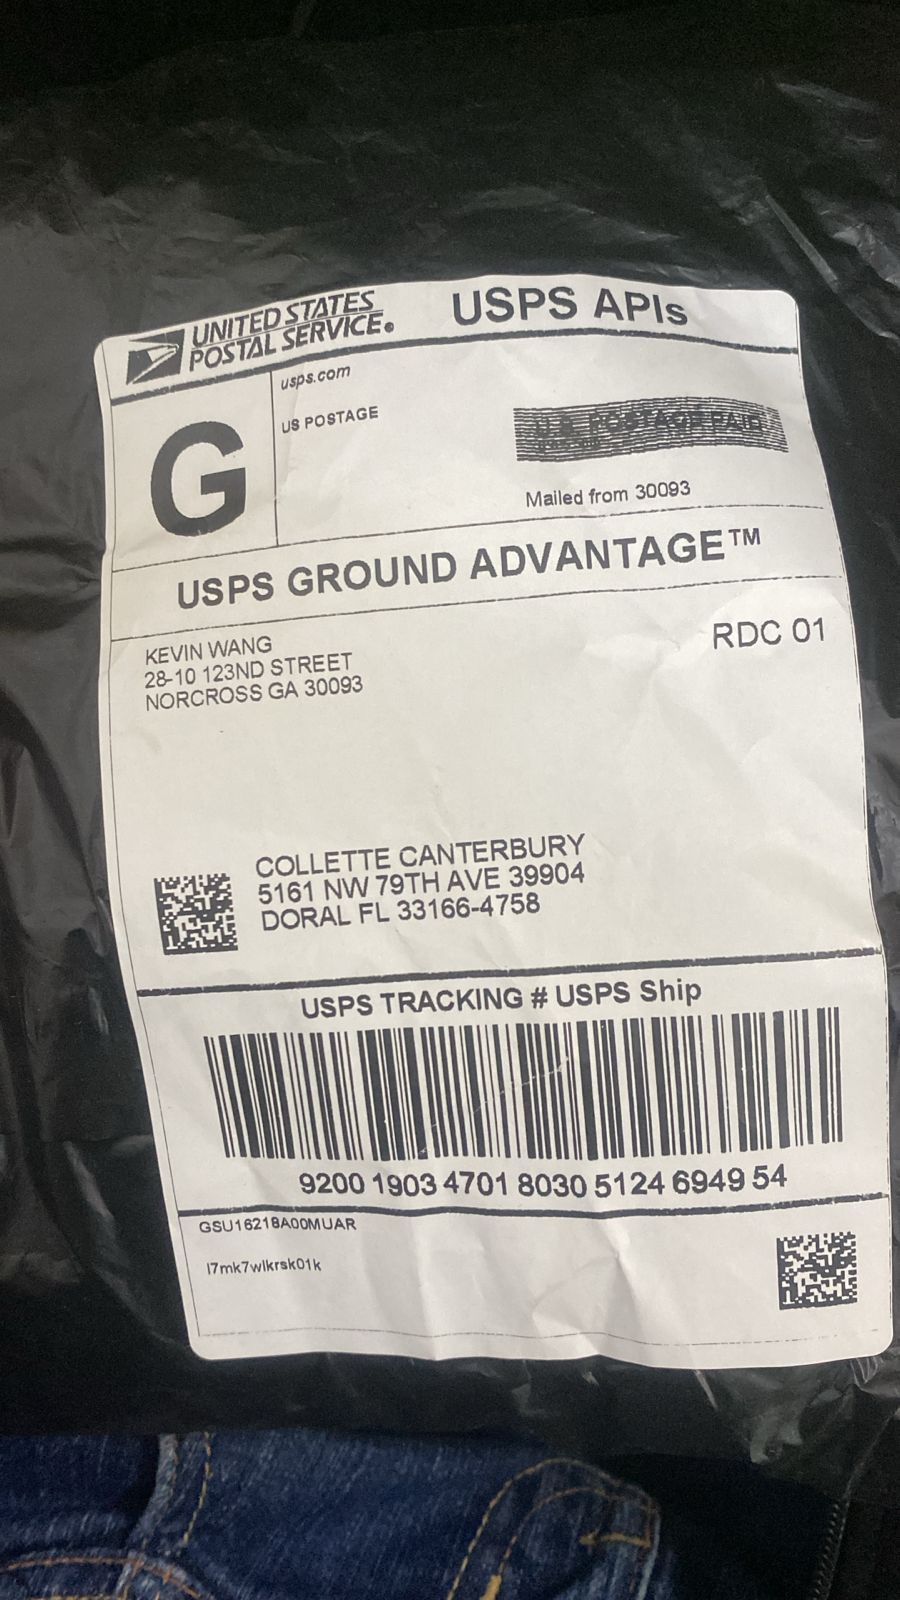 UNITED STATES
POSTAL SERVICE®
USPS APIs
G
usps.com
US POSTAGE
U.S. POSTAGE PAID
Mailed from 30093
USPS GROUND ADVANTAGE™
KEVIN WANG
28-10 123ND STREET
NORCROSS GA 30093
RDC 01
COLLETTE CANTERBURY
5161 NW 79TH AVE 39904
DORAL FL 33166-4758
USPS TRACKING # USPS Ship
9200 1903 4701 8030 5124 6949 54
GSU16218A00MUAR
l7mk7wlkrsk01k